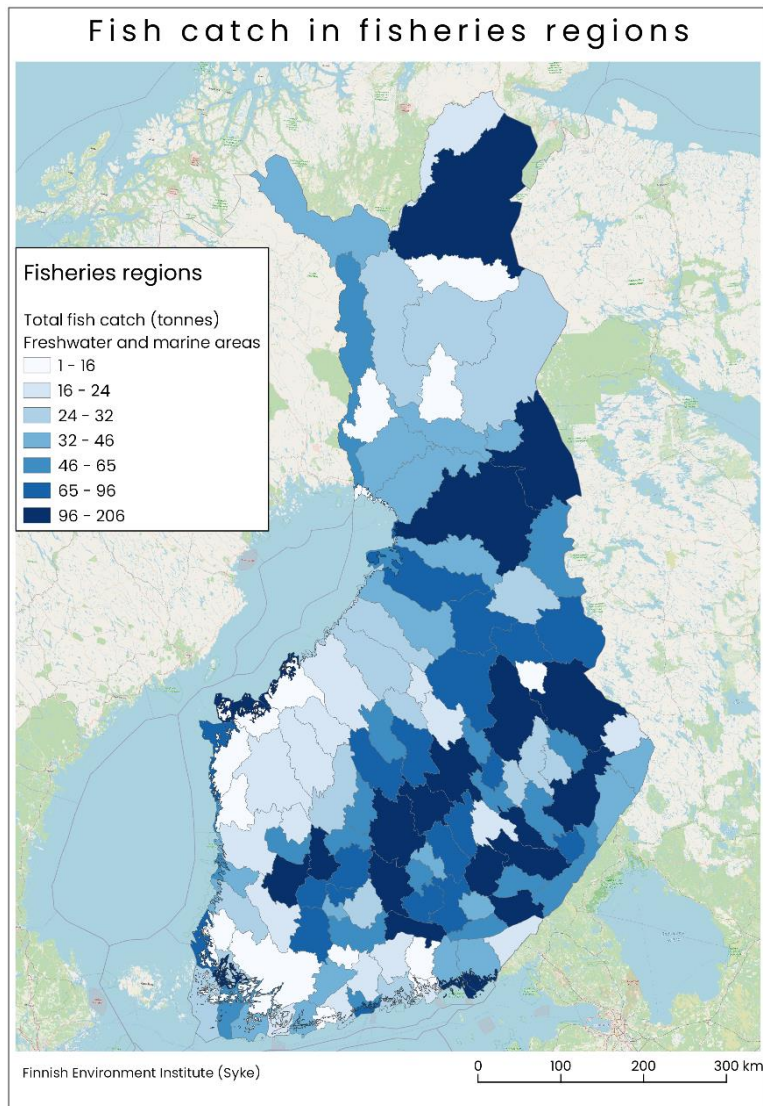 Fish catch in fisheries regions
Fisheries regions
Total fish catch (tonnes)
Freshwater and marine areas
1 - 16
16 - 24
24 - 32
32 - 46
46 - 65
65 - 96
96 - 206
Finnish Environment Institute (Syke)
0 100 200 300 km